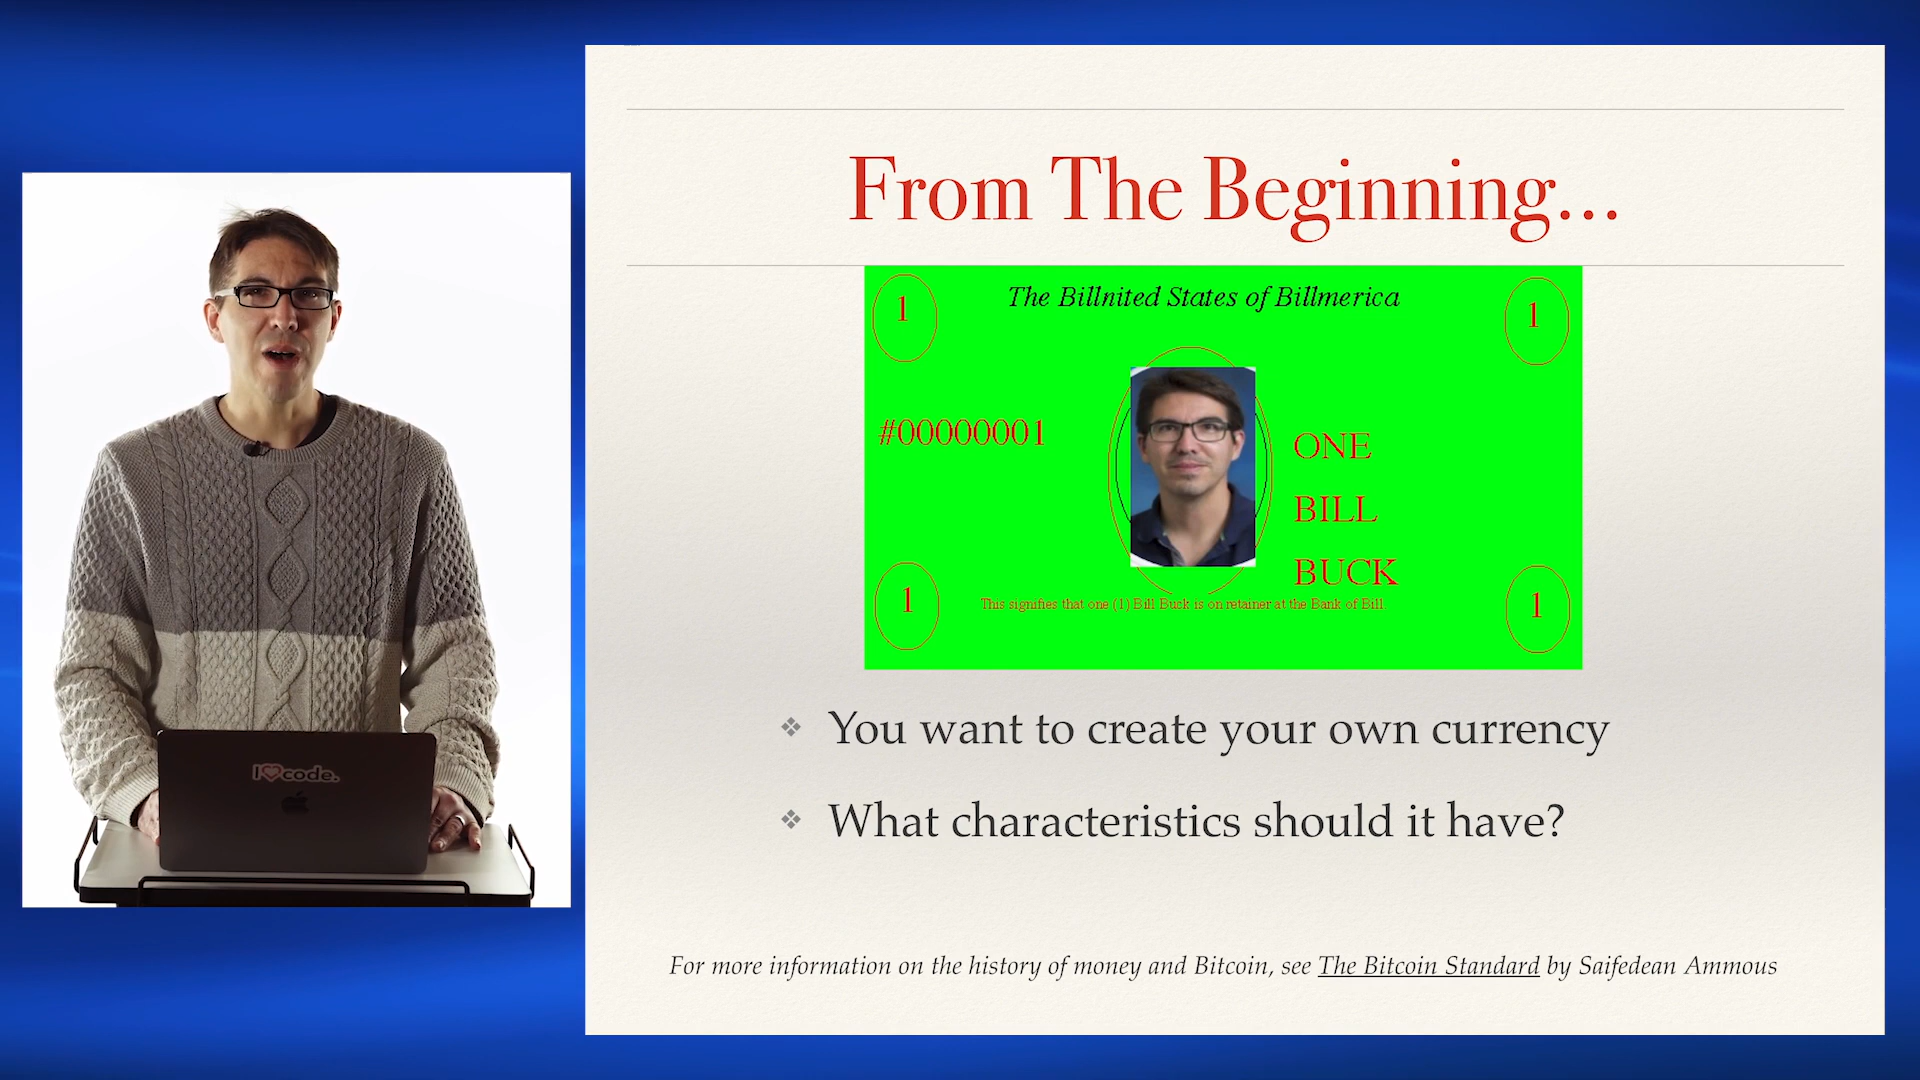 From The Beginning...
1
The Billnited States of Billmerica
1
#00000001
ONE
BILL
BUCK
This signifies that one (1) Bill Buck is on retainer at the Bank of Bill.
1
1
❖ You want to create your own currency
❖ What characteristics should it have?
I❤code.
For more information on the history of money and Bitcoin, see The Bitcoin Standard by Saifedean Ammous